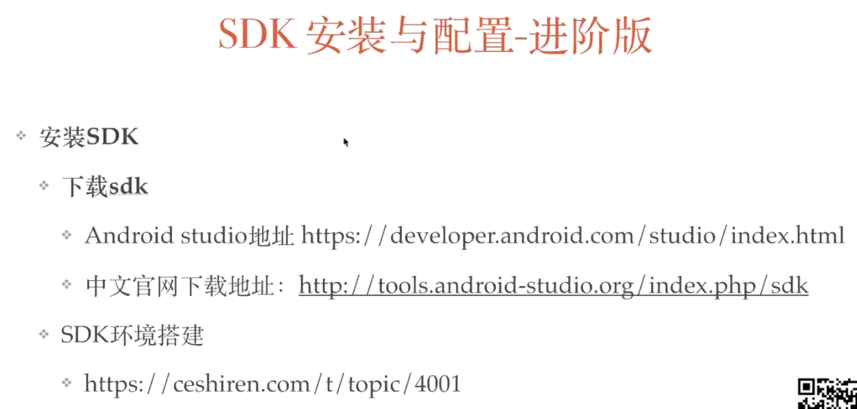 SDK 安装与配置-进阶版
安装SDK
下载sdk
Android studio地址 https://developer.android.com/studio/index.html
中文官网下载地址：http://tools.android-studio.org/index.php/sdk
SDK环境搭建
https://ceshiren.com/t/topic/4001